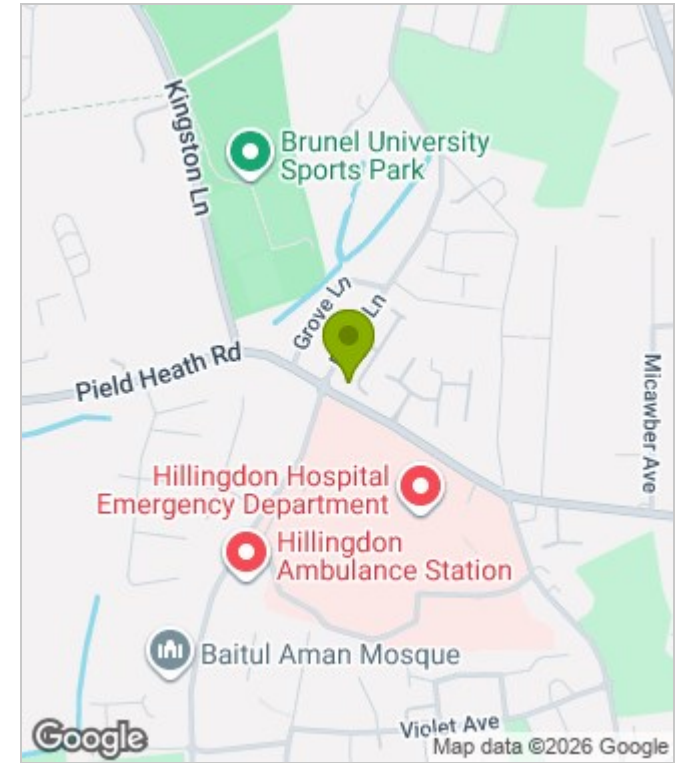 Kingston Ln
Brunel University
Sports Park
Grove Ln
Ln
Pield Heath Rd
Micawber Ave
Hillingdon Hospital
Emergency Department
Hillingdon
Ambulance Station
Baitul Aman Mosque
Violet Ave
Google
Map data ©2026 Google